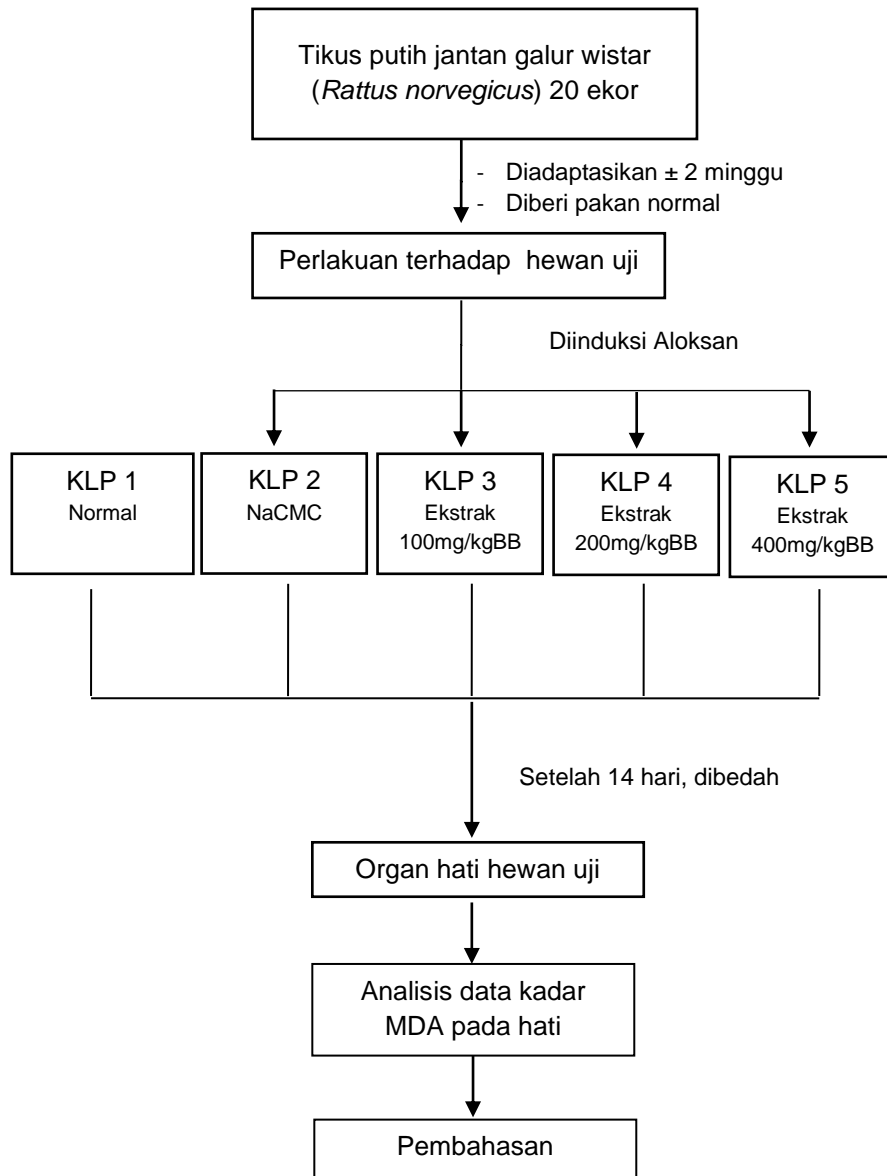 Tikus putih jantan galur wistar
(Rattus norvegicus) 20 ekor
- Diadaptasikan ± 2 minggu
- Diberi pakan normal
Perlakuan terhadap hewan uji
Diinduksi Aloksan
KLP 1
Normal
KLP 2
NaCMC
KLP 3
Ekstrak
100mg/kgBB
KLP 4
Ekstrak
200mg/kgBB
KLP 5
Ekstrak
400mg/kgBB
Setelah 14 hari, dibedah
Organ hati hewan uji
Analisis data kadar
MDA pada hati
Pembahasan